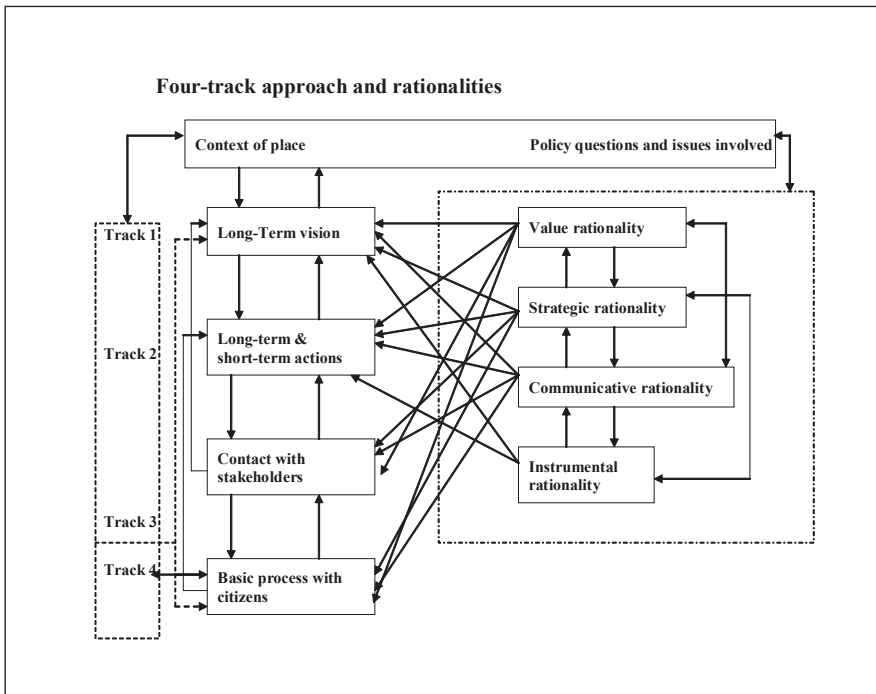 Four-track approach and rationalities
Context of place Policy questions and issues involved
Track 1
Long-Term vision
Value rationality
Track 2
Long-term &
short-term actions
Strategic rationality
Communicative rationality
Contact with
stakeholders
Instrumental
rationality
Track 3
Track 4
Basic process with
citizens